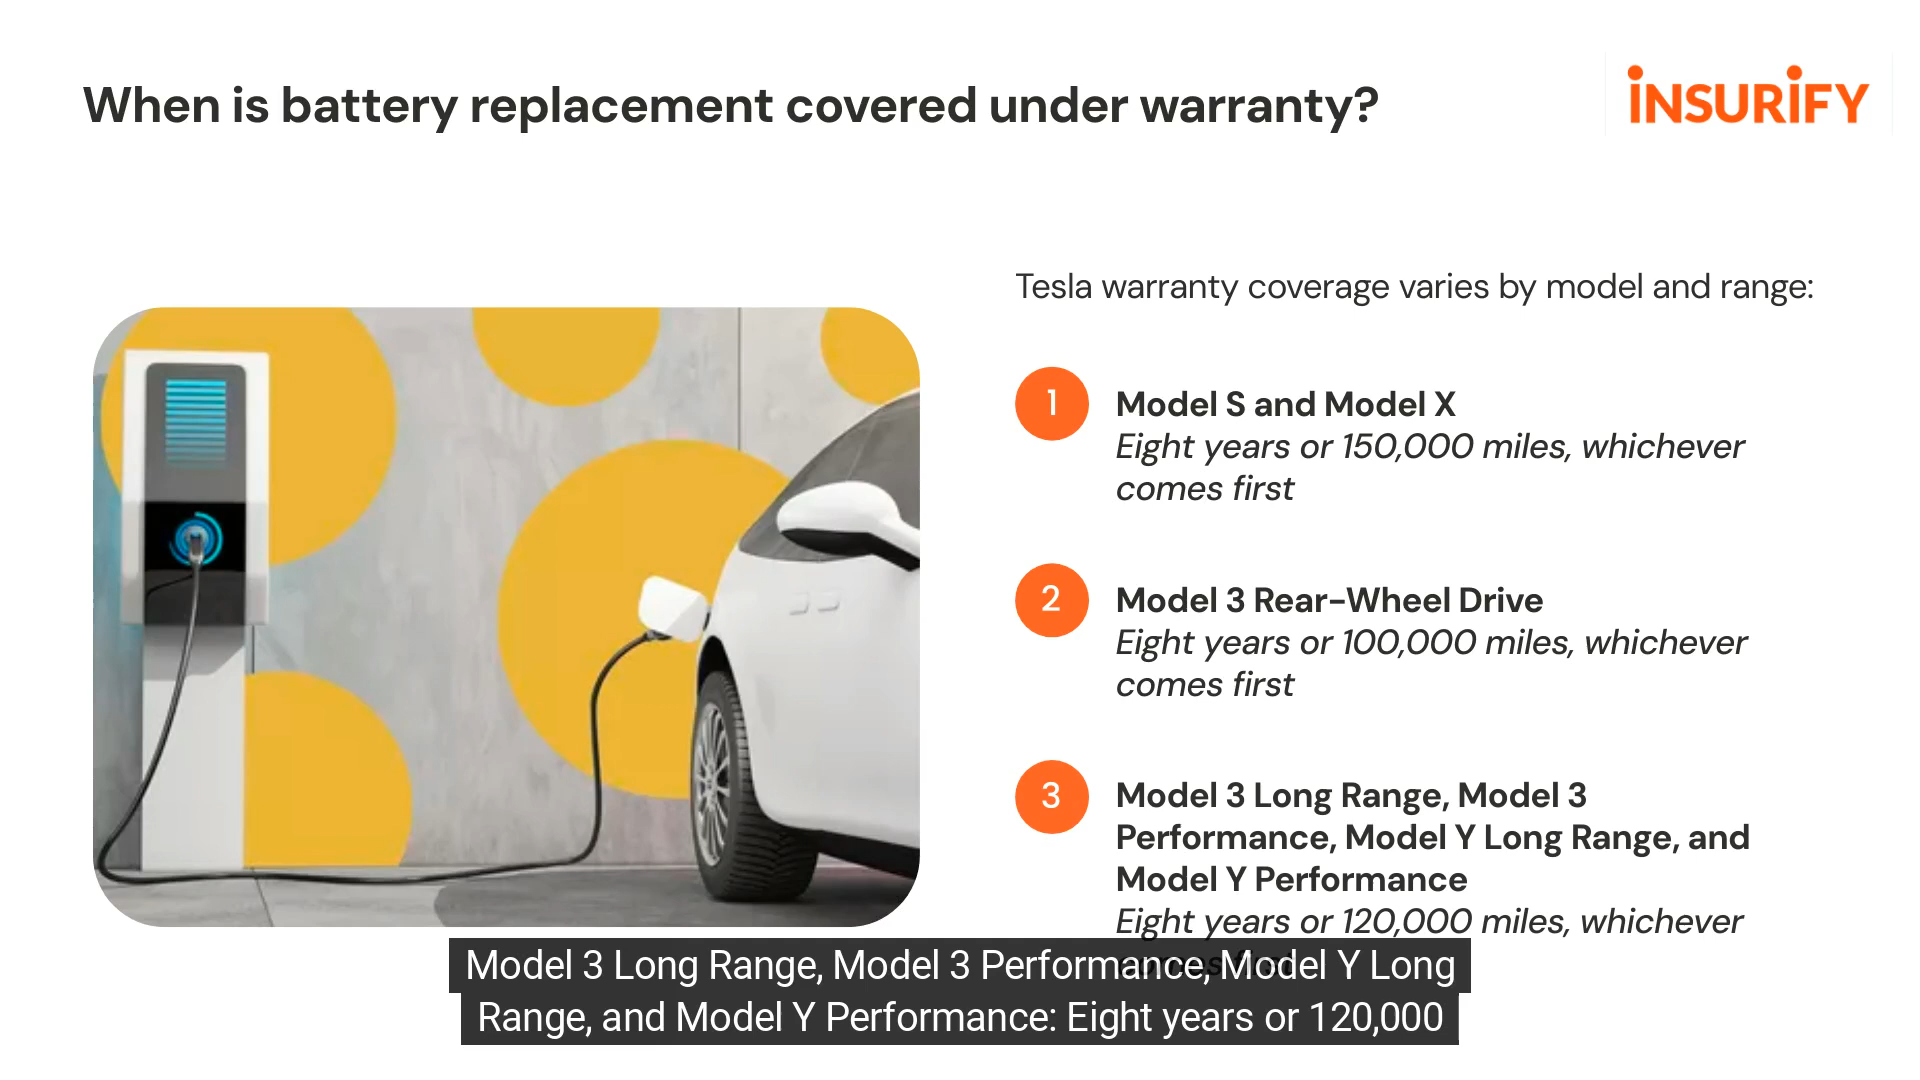 When is battery replacement covered under warranty?
INSURIFY
Tesla warranty coverage varies by model and range:
1
Model S and Model X
Eight years or 150,000 miles, whichever
comes first
2
Model 3 Rear-Wheel Drive
Eight years or 100,000 miles, whichever
comes first
3
Model 3 Long Range, Model 3
Performance, Model Y Long Range, and
Model Y Performance
Eight years or 120,000 miles, whichever
comes first
Model 3 Long Range, Model 3 Performance, Model Y Long
Range, and Model Y Performance: Eight years or 120,000